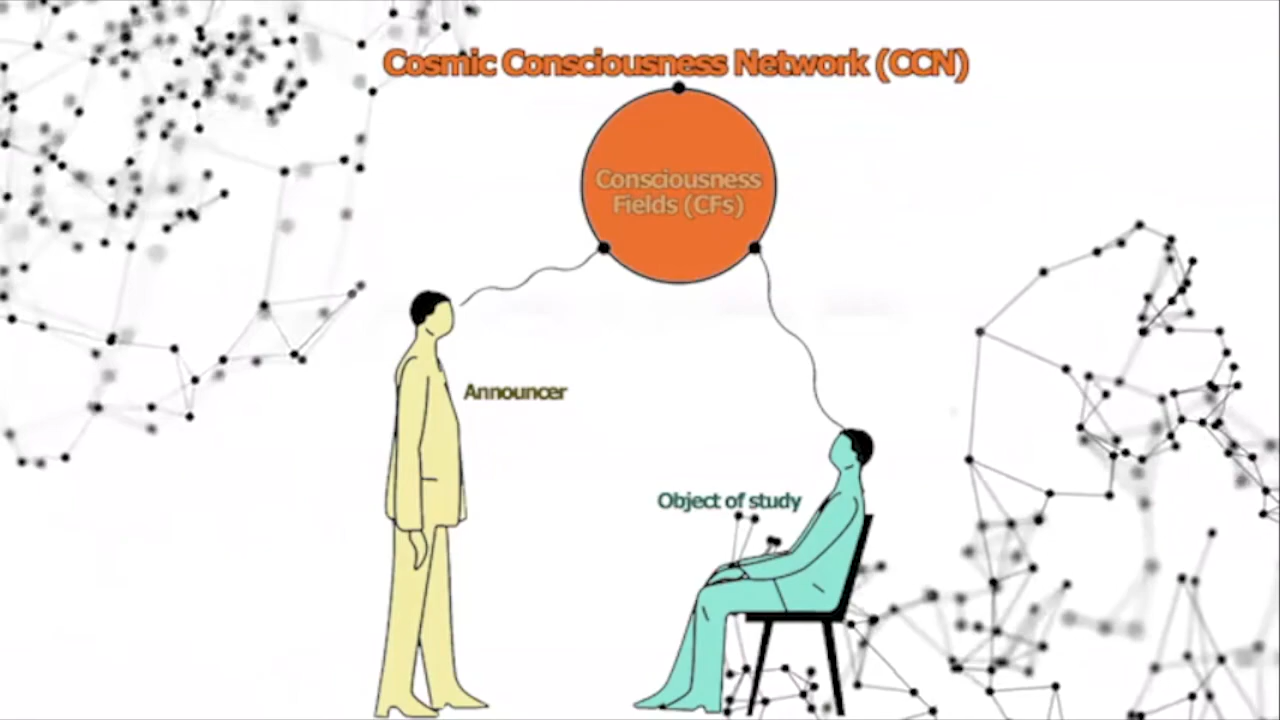 Cosmic Consciousness Network (CCN)
Consciousness
Fields (CFs)
Announcer
Object of study